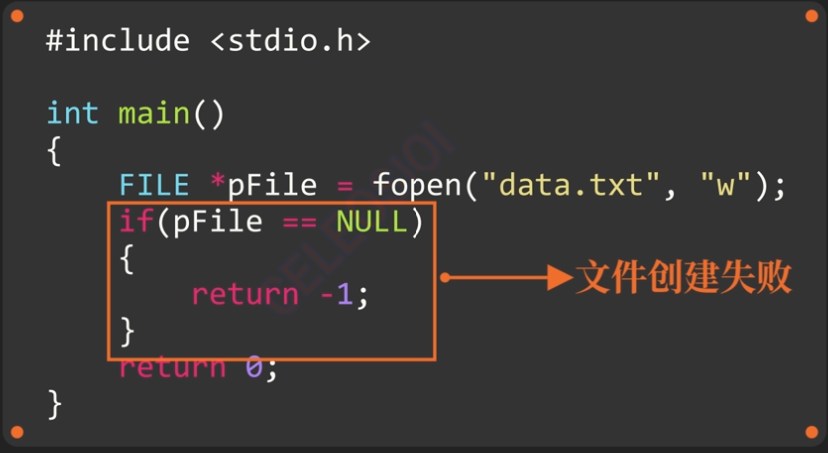 #include <stdio.h>
int main()
{
FILE *pFile = fopen("data.txt", "w");
if(pFile == NULL)
{
return -1;
}
文件创建失败
return 0;
}